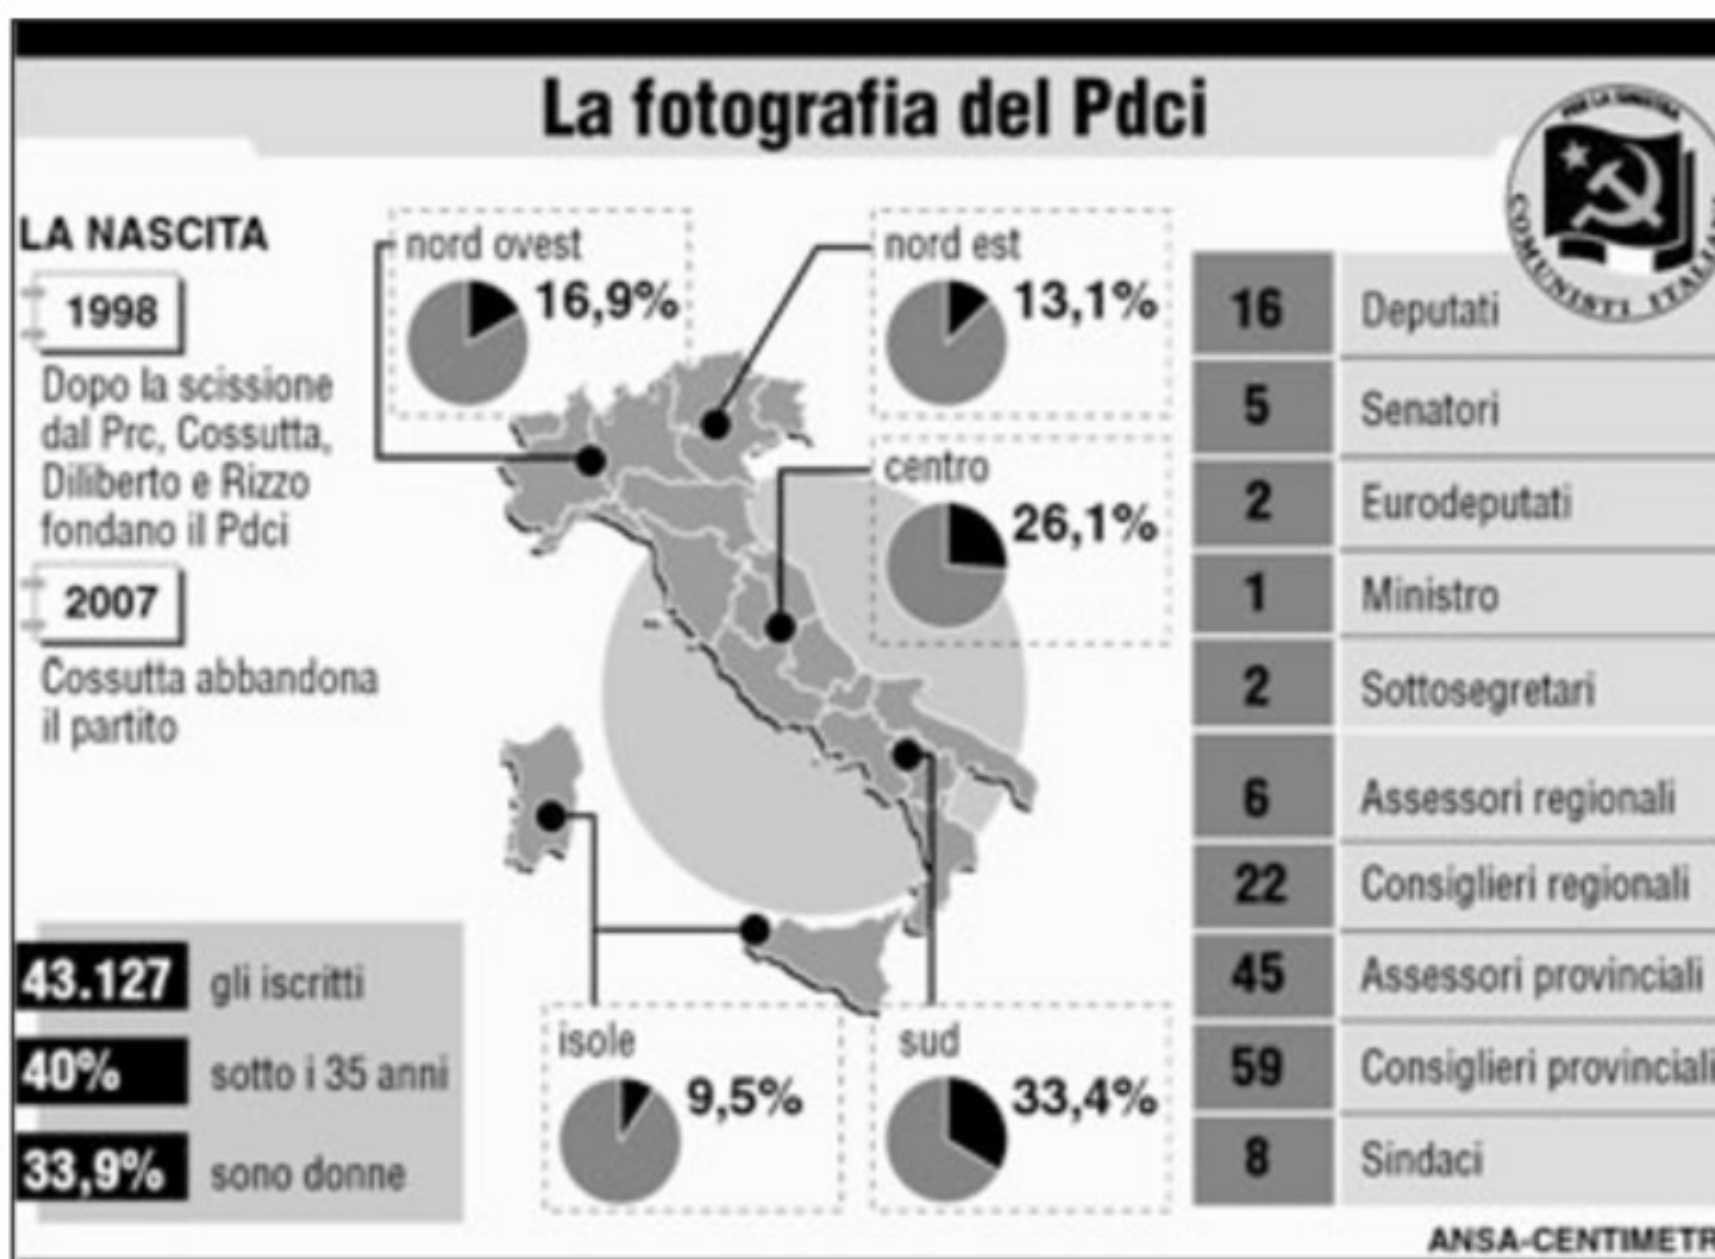 La fotografia del Pdci
PER LA SINISTRA
COMUNISTI
LA NASCITA
1998
Dopo la scissione
dal Prc, Cossutta,
Diliberto e Rizzo
fondano il Pdci
2007
Cossutta abbandona
il partito
43.127 gli iscritti
40% sotto i 35 anni
33,9% sono donne
nord ovest
16,9%
nord est
13,1%
centro
26,1%
isole
9,5%
sud
33,4%
16 Deputati
5 Senatori
2 Eurodeputati
1 Ministro
2 Sottosegretari
6 Assessori regionali
22 Consiglieri regionali
45 Assessori provinciali
59 Consiglieri provinciali
8 Sindaci
ANSA-CENTIMETR